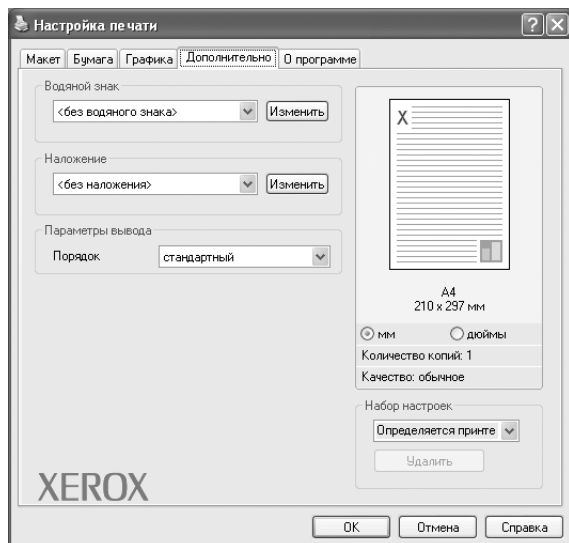 Настройка печати
Макет Бумага Графика Дополнительно О программе
Водяной знак
<без водяного знака> Изменить
Наложение
<без наложения> Изменить
Параметры вывода
Порядок стандартный
X
A4
210 x 297 мм
мм дюймы
Количество копий: 1
Качество: обычное
Набор настроек
Определяется принте
Удалить
XEROX
OK Отмена Справка